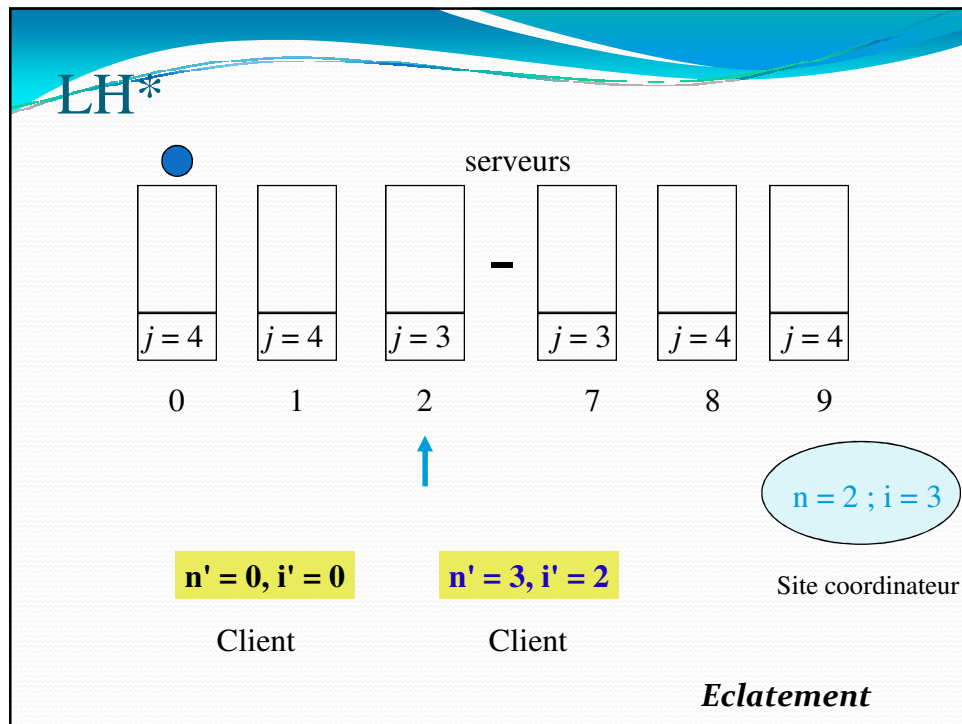 LH*
serveurs
j = 4 j = 4 j = 3 - j = 3 j = 4 j = 4
0 1 2 7 8 9
n = 2 ; i = 3
n' = 0, i' = 0 n' = 3, i' = 2
Site coordinateur
Client Client
Eclatement